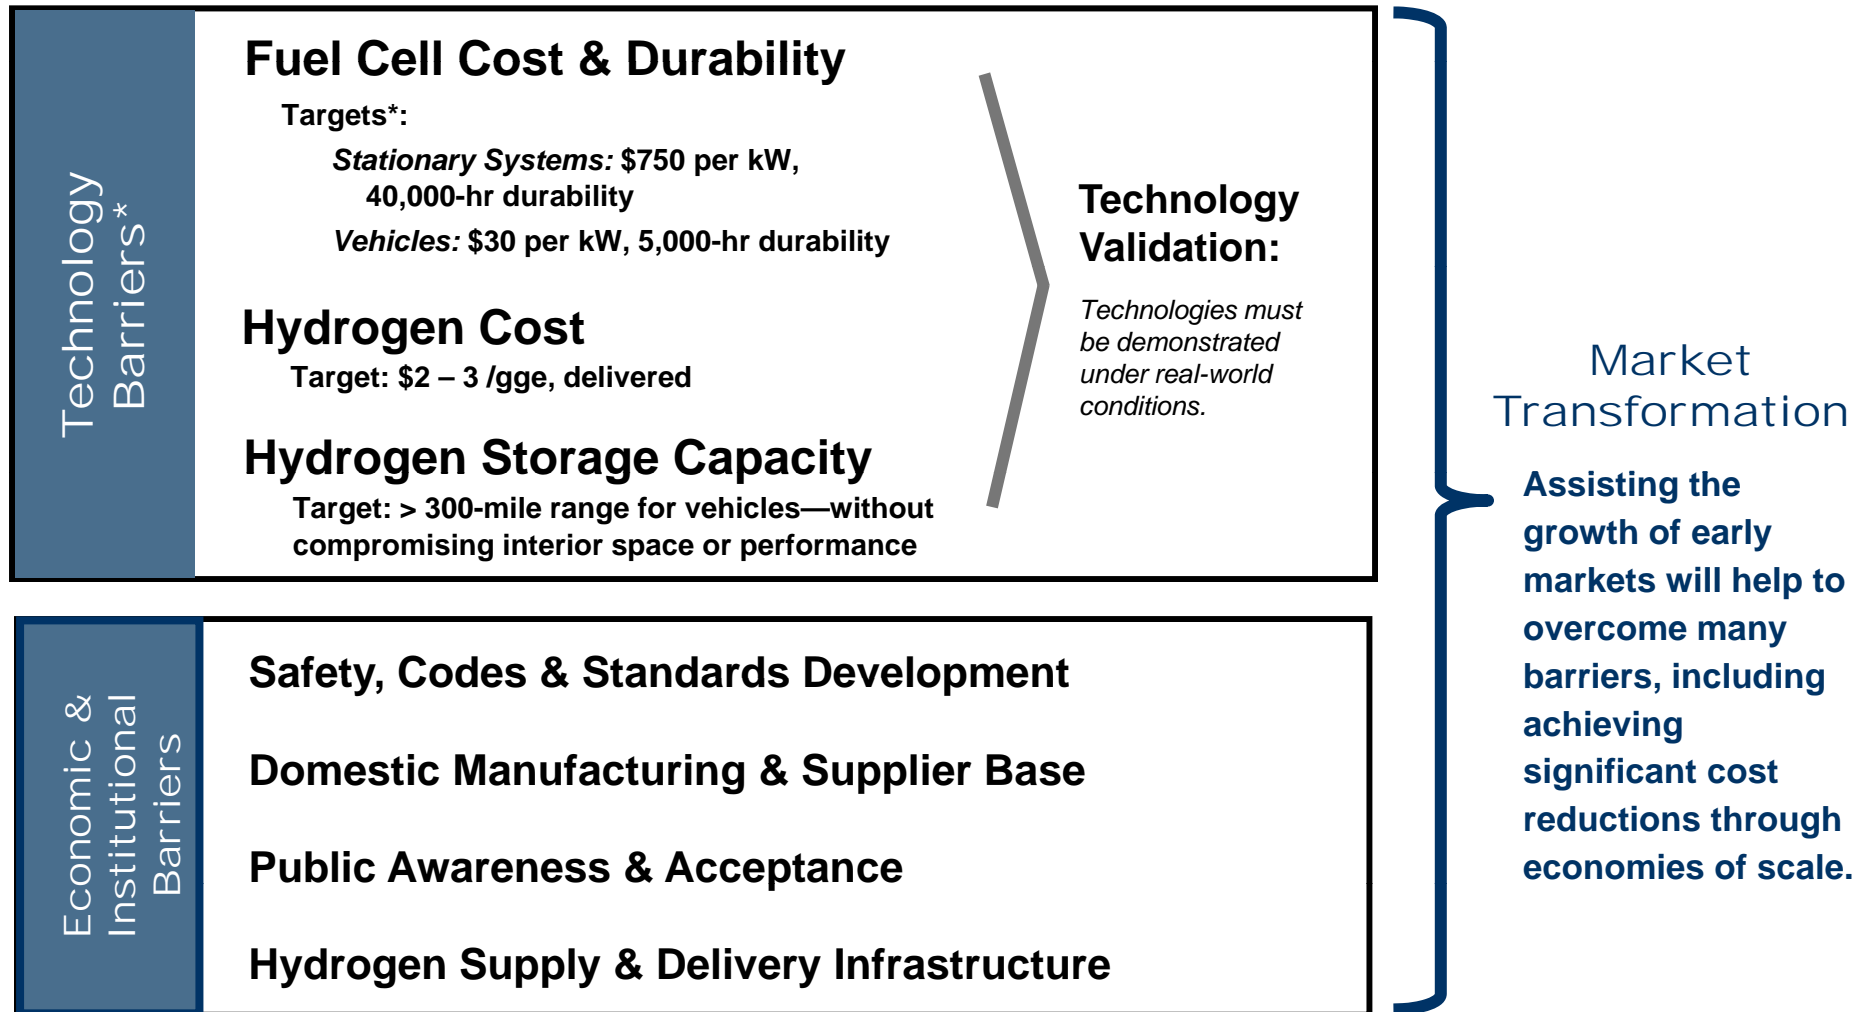 Technology
Barriers*
Fuel Cell Cost & Durability
Targets*:
Stationary Systems: $750 per kW,
40,000-hr durability
Vehicles: $30 per kW, 5,000-hr durability
Hydrogen Cost
Target: $2 – 3 /gge, delivered
Hydrogen Storage Capacity
Target: > 300-mile range for vehicles—without
compromising interior space or performance
Technology
Validation:
Technologies must
be demonstrated
under real-world
conditions.
Economic &
Institutional
Barriers
Safety, Codes & Standards Development
Domestic Manufacturing & Supplier Base
Public Awareness & Acceptance
Hydrogen Supply & Delivery Infrastructure
Market
Transformation
Assisting the
growth of early
markets will help to
overcome many
barriers, including
achieving
significant cost
reductions through
economies of scale.